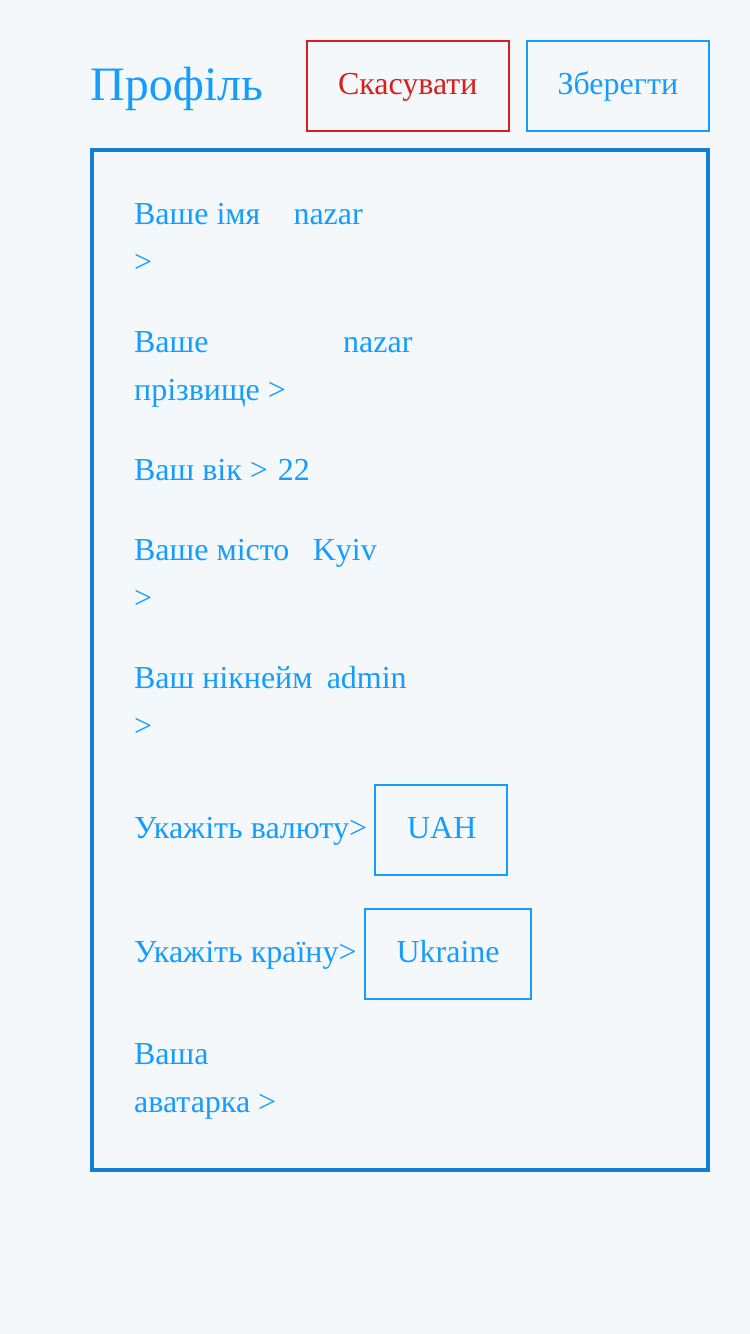 Профіль Скасувати Зберегти
Ваше імя nazar
>
Ваше nazar
прізвище >
Ваш вік > 22
Ваше місто Kyiv
>
Ваш нікнейм admin
>
Укажіть валюту> UAH
Укажіть країну> Ukraine
Ваша
аватарка >